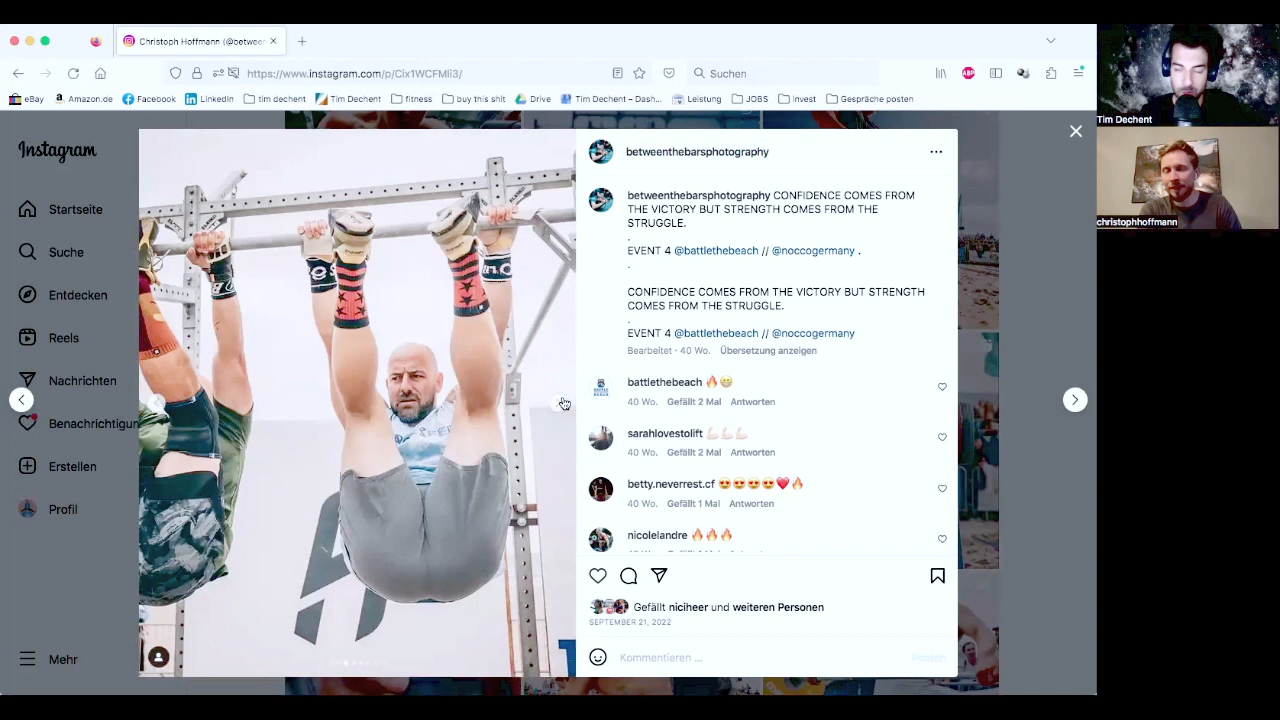 Christoph Hoffmann (@betwee
https://www.instagram.com/p/Cix1WCFMli3/
Suchen
eBay
Amazon.de
Facebook
LinkedIn
tim dechent
Tim Dechent
fitness
buy this shit
Drive
Tim Dechent – Dash...
Leistung
JOBS
Invest
Gespräche posten
Tim Dechent
christophhoffmann
Instagram
Startseite
Suche
Entdecken
Reels
Nachrichten
Benachrichtigun
Erstellen
Profil
Mehr
betweenthebarsphotography
betweenthebarsphotography CONFIDENCE COMES FROM
THE VICTORY BUT STRENGTH COMES FROM THE
STRUGGLE.
.
EVENT 4 @battlethebeach // @noccogermany .
.
CONFIDENCE COMES FROM THE VICTORY BUT STRENGTH
COMES FROM THE STRUGGLE.
.
EVENT 4 @battlethebeach // @noccogermany
Bearbeitet · 40 Wo. Übersetzung anzeigen
battlethebeach 🔥😁
40 Wo. Gefällt 2 Mal Antworten
sarahlovestolift 💪🏻💪🏻💪🏻
40 Wo. Gefällt 2 Mal Antworten
betty.neverrest.cf 😍😍😍😍❤️🔥
40 Wo. Gefällt 1 Mal Antworten
nicolelandre 🔥🔥🔥
Gefällt niciheer und weiteren Personen
SEPTEMBER 21, 2022
Kommentieren ...
Posten